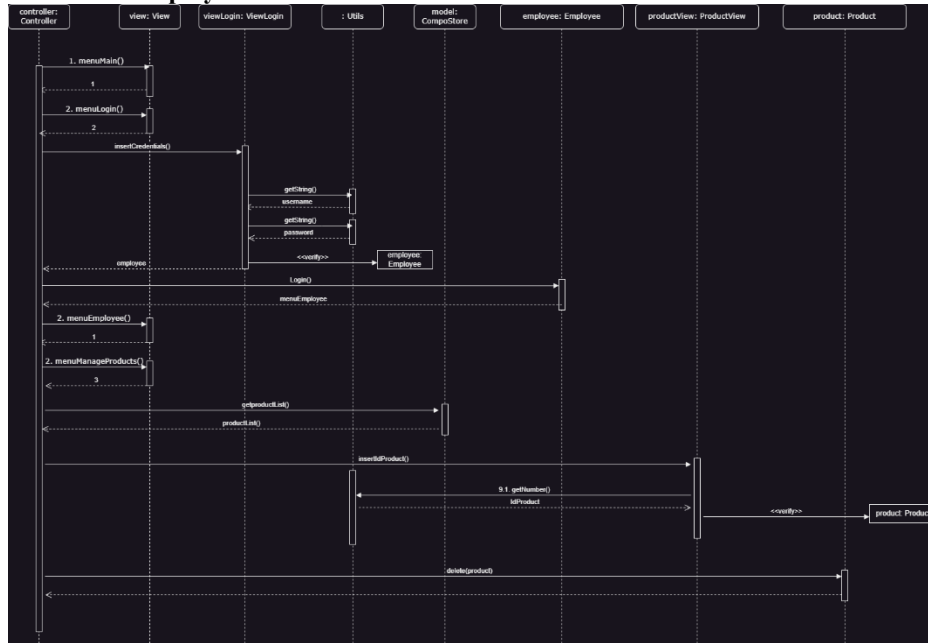 controller:
Controller
view: View
viewLogin: ViewLogin
: Utils
model:
CompoStore
employee: Employee
productView: ProductView
product: Product
1. menuMain()
1
2. menuLogin()
2
insertCredentials()
getString()
username
getString()
password
<<verify>>
employee:
Employee
employee
Login()
menuEmployee
2. menuEmployee()
1
2. menuManageProducts()
3
getproductList()
productList()
insertIdProduct()
9.1. getNumber()
IdProduct
<<verify>>
product: Produc
delete(product)